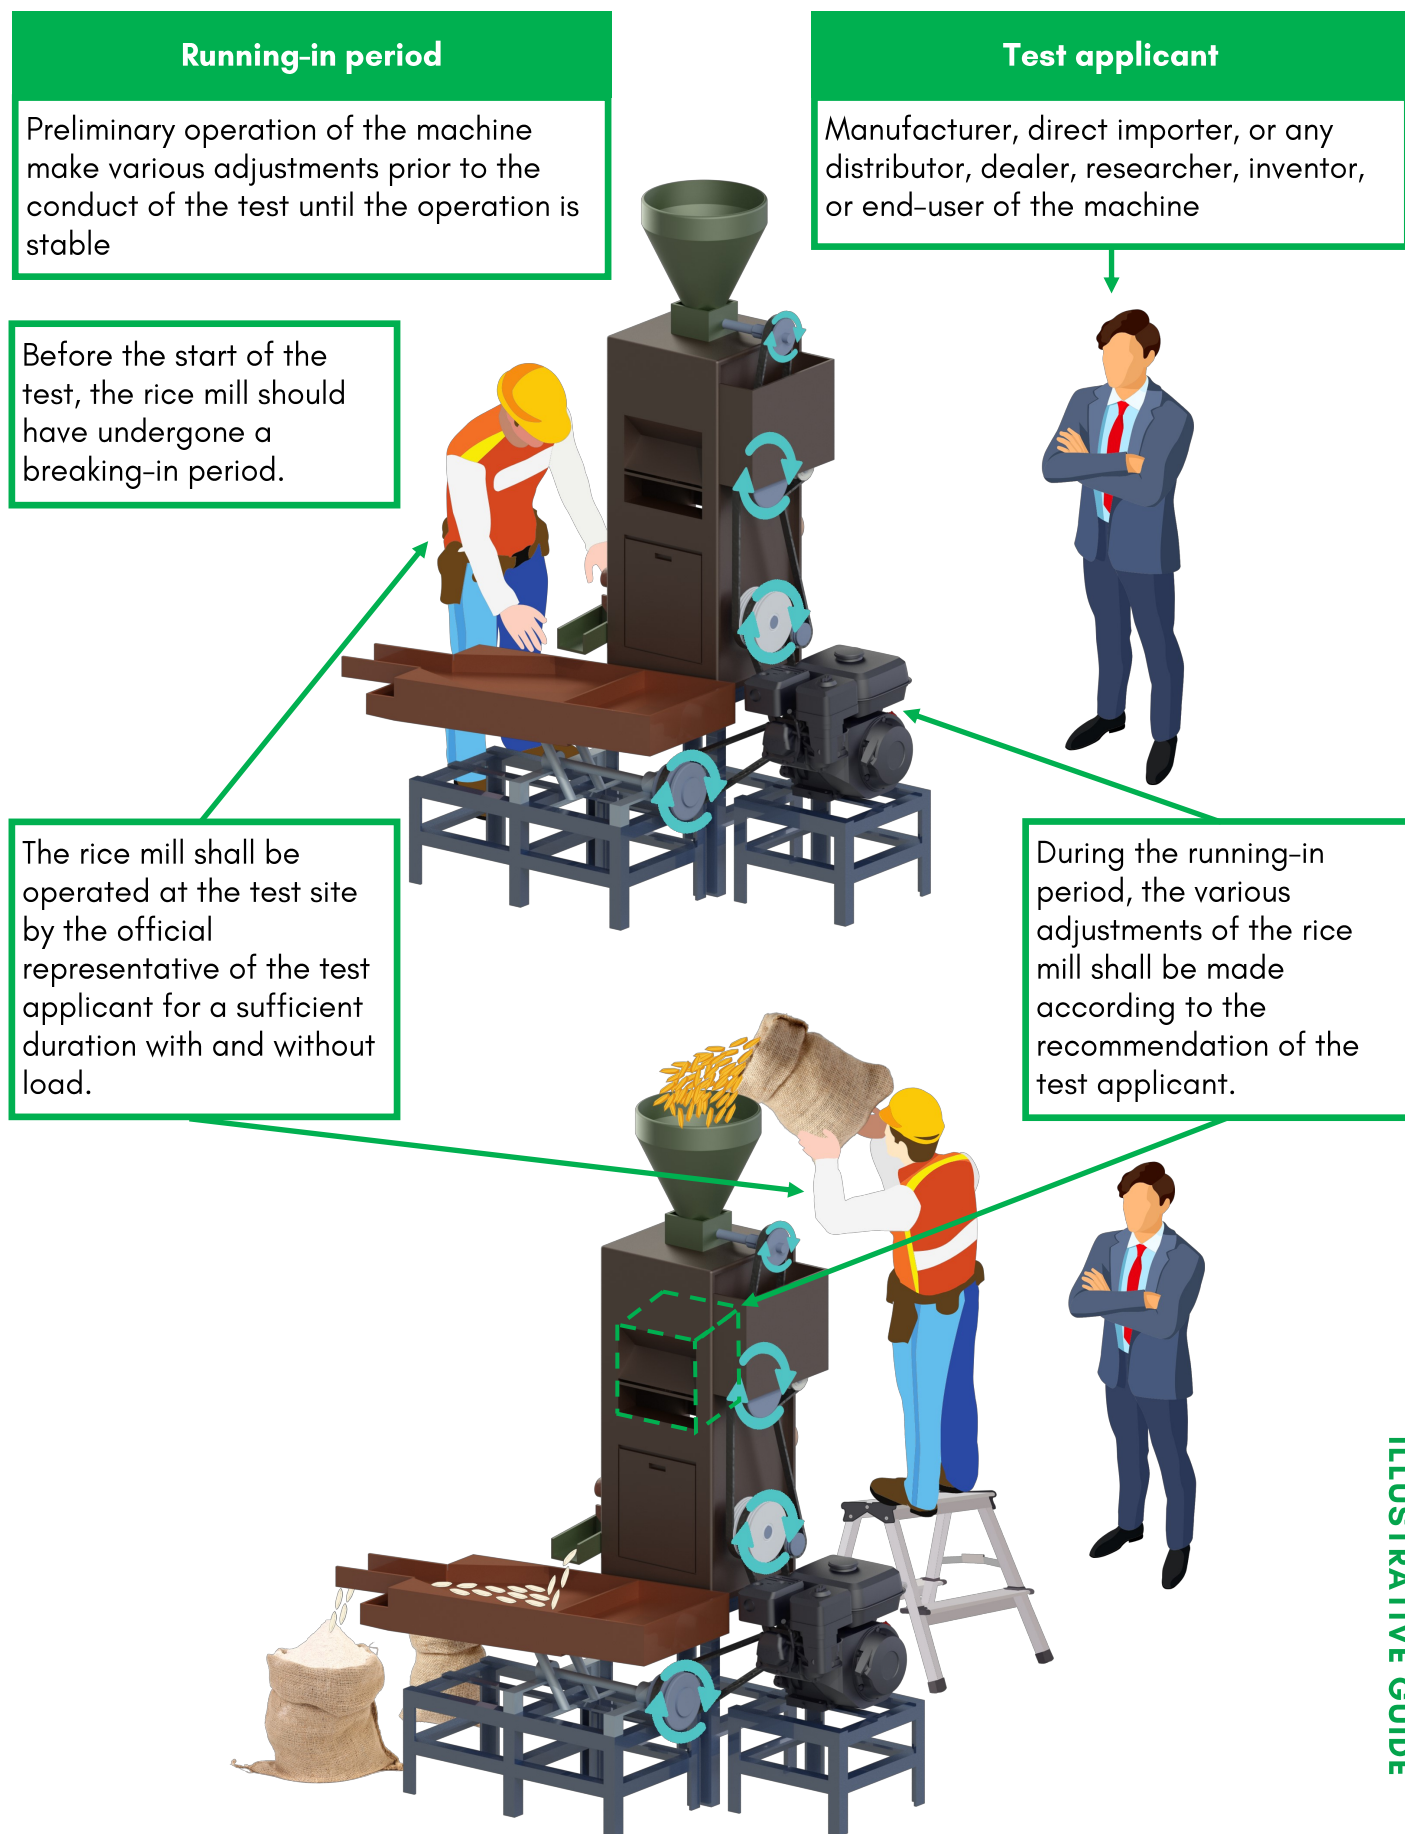 Running-in period
Preliminary operation of the machine
make various adjustments prior to the
conduct of the test until the operation is
stable
Test applicant
Manufacturer, direct importer, or any
distributor, dealer, researcher, inventor,
or end-user of the machine
Before the start of the
test, the rice mill should
have undergone a
breaking-in period.
The rice mill shall be
operated at the test site
by the official
representative of the test
applicant for a sufficient
duration with and without
load.
During the running-in
period, the various
adjustments of the rice
mill shall be made
according to the
recommendation of the
test applicant.
ILLUSTRATIVE GUIDE